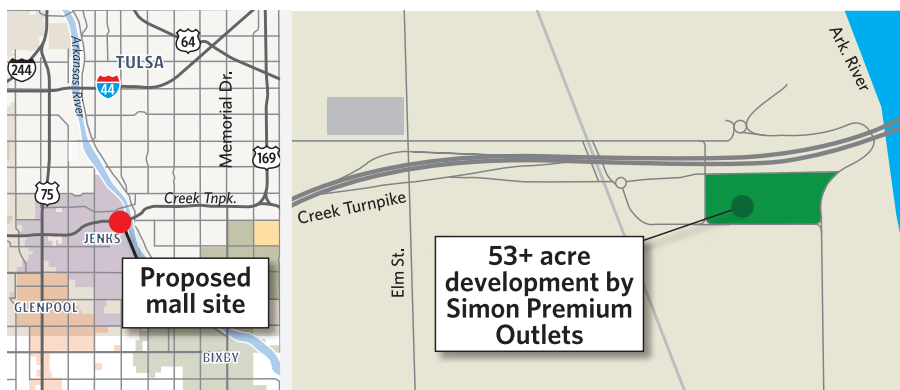 64
TULSA
244
44
Arkansas River
Memorial Dr.
169
75
Creek Tnpk.
JENKS
Proposed
mall site
GLENPOOL
BIXBY
Ark. River
Creek Turnpike
Elm St.
53+ acre
development by
Simon Premium
Outlets